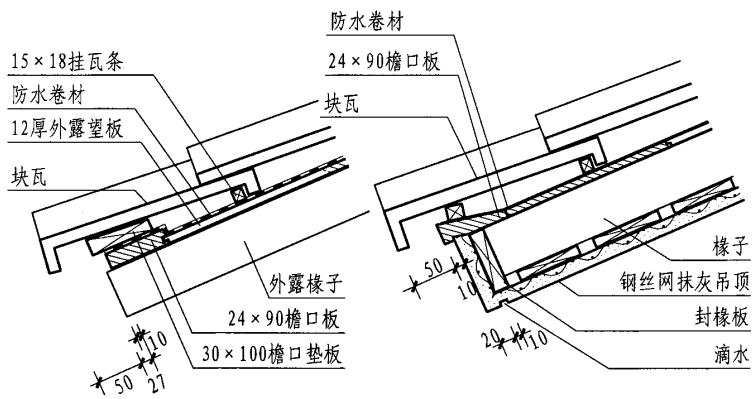 15×18挂瓦条
防水卷材
12厚外露望板
块瓦
外露椽子
24×90檐口板
30×100檐口垫板
10
50
27
防水卷材
24×90檐口板
块瓦
50
10
椽子
钢丝网抹灰吊顶
封椽板
滴水
20
10